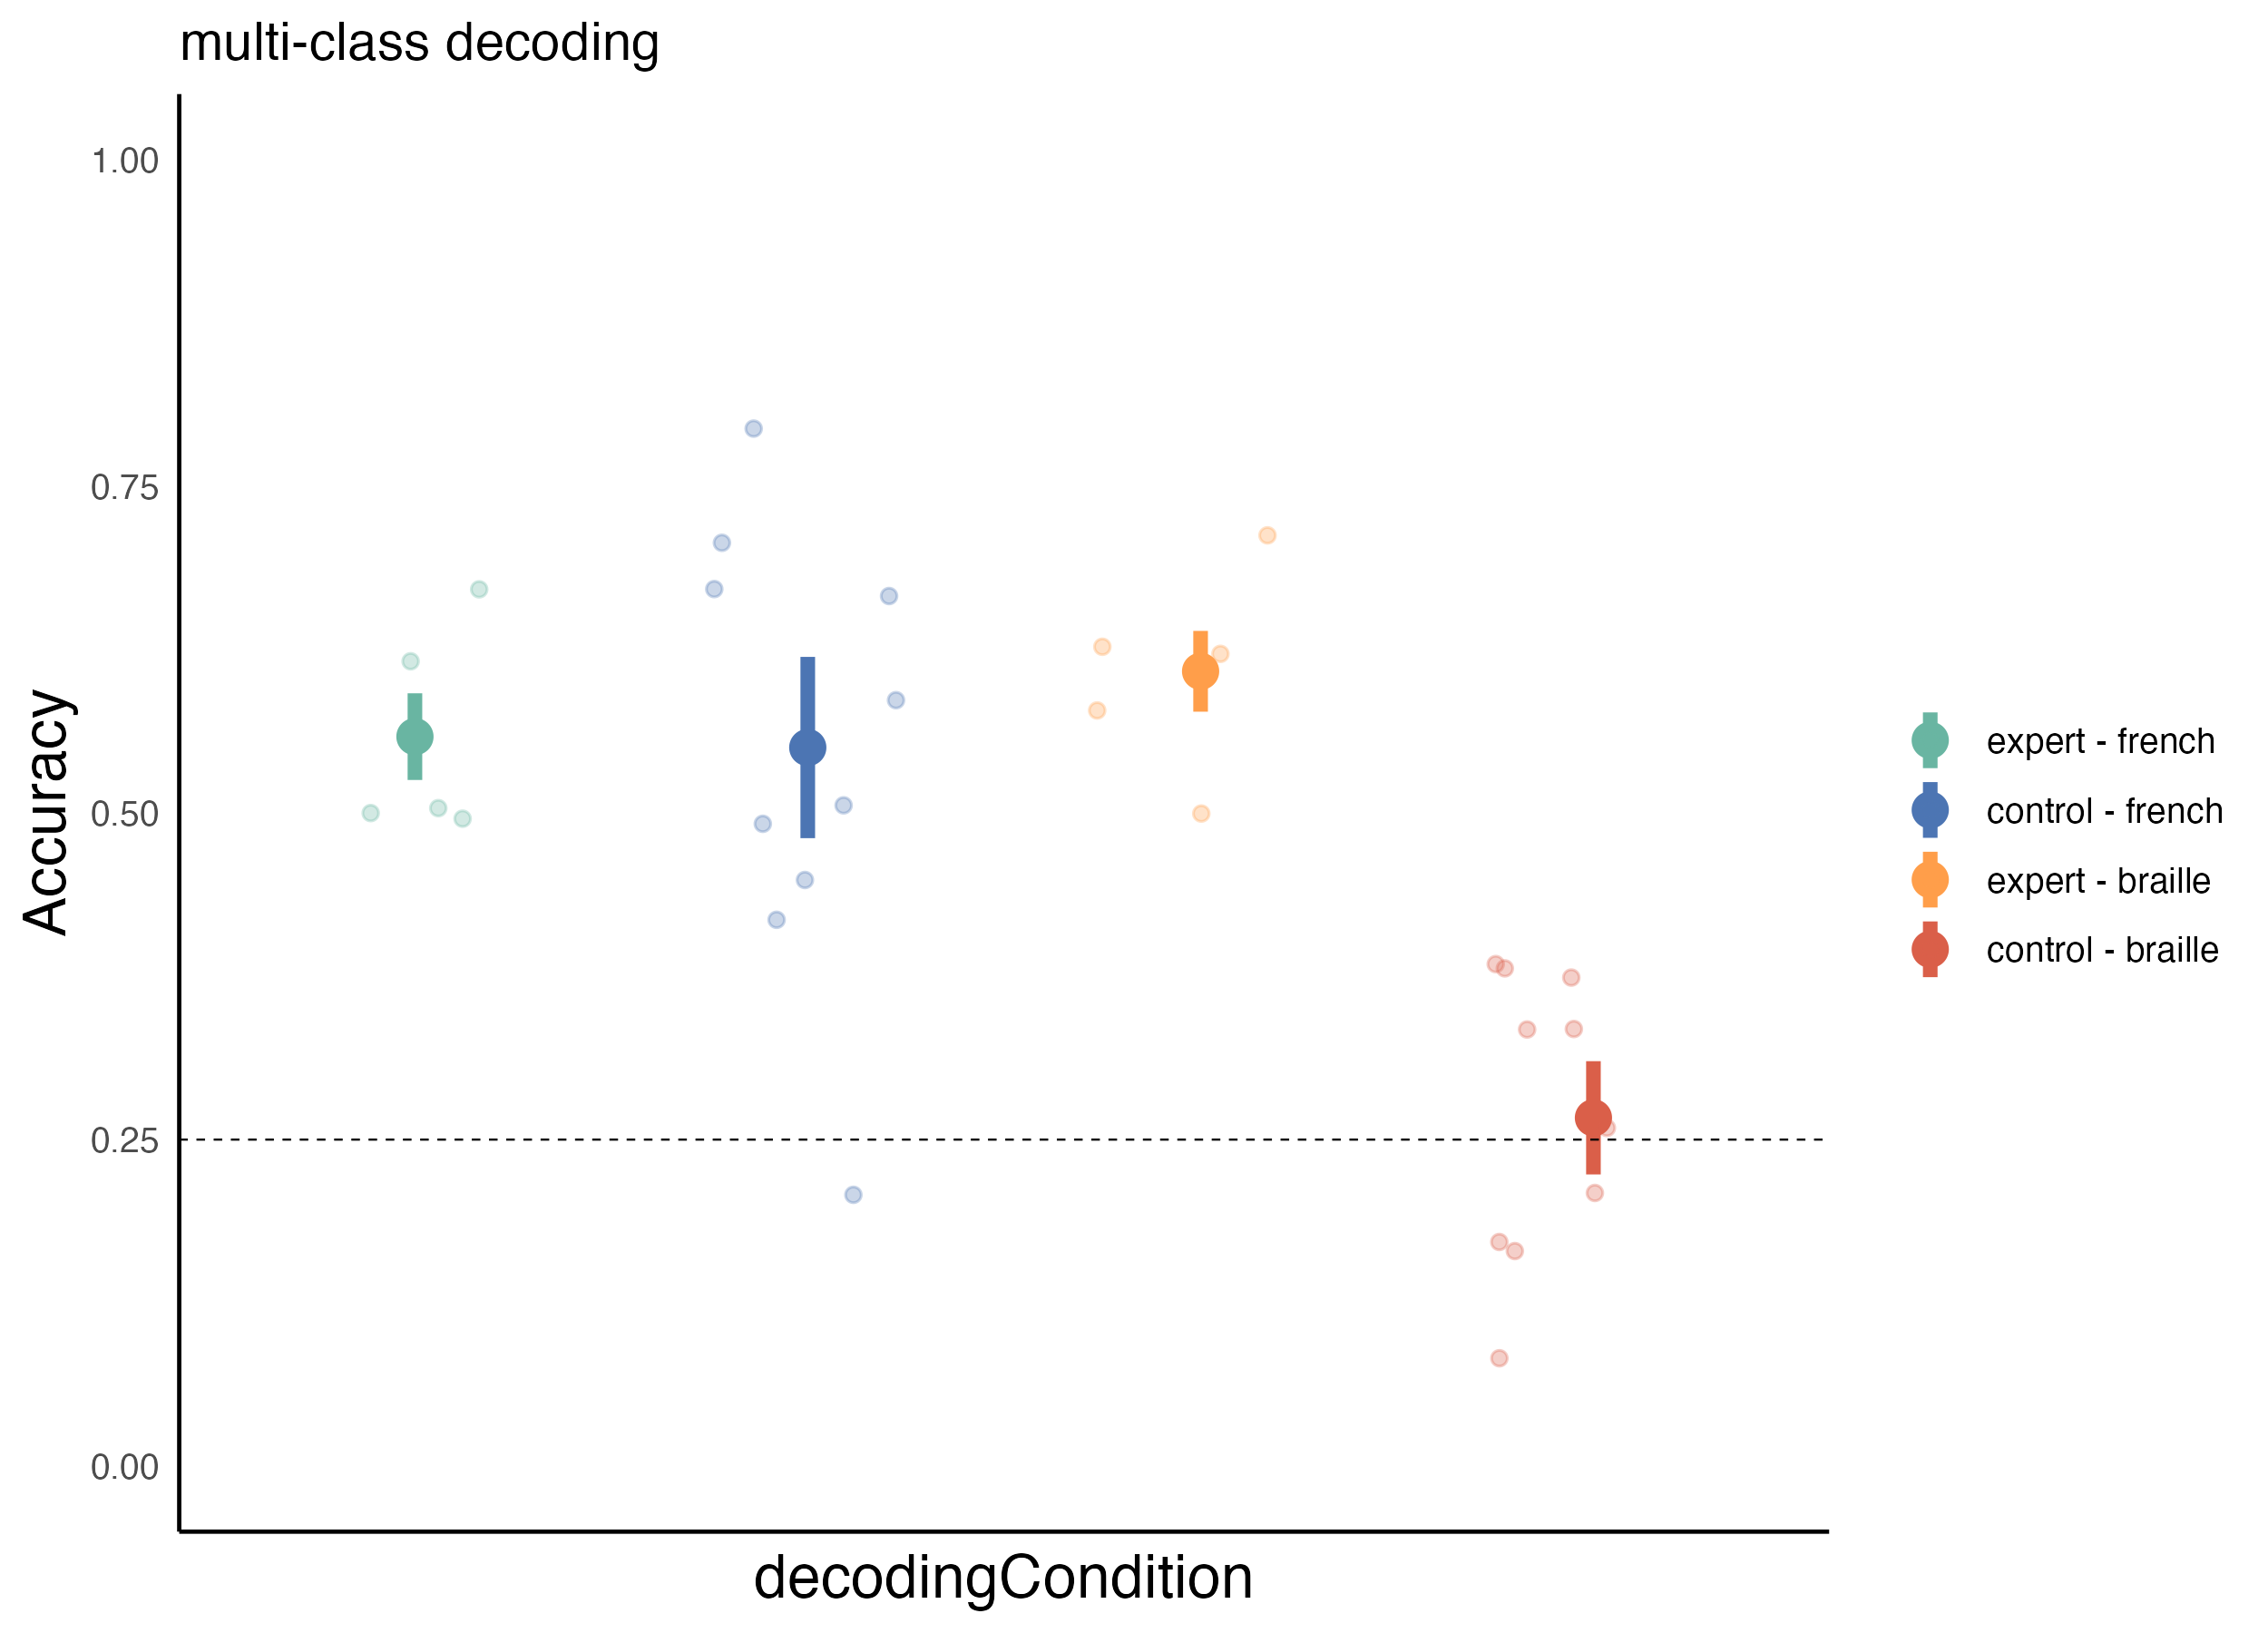 multi-class decoding
1.00
0.75
0.50
0.25
0.00
Accuracy
decodingCondition
expert - french
control - french
expert - braille
control - braille